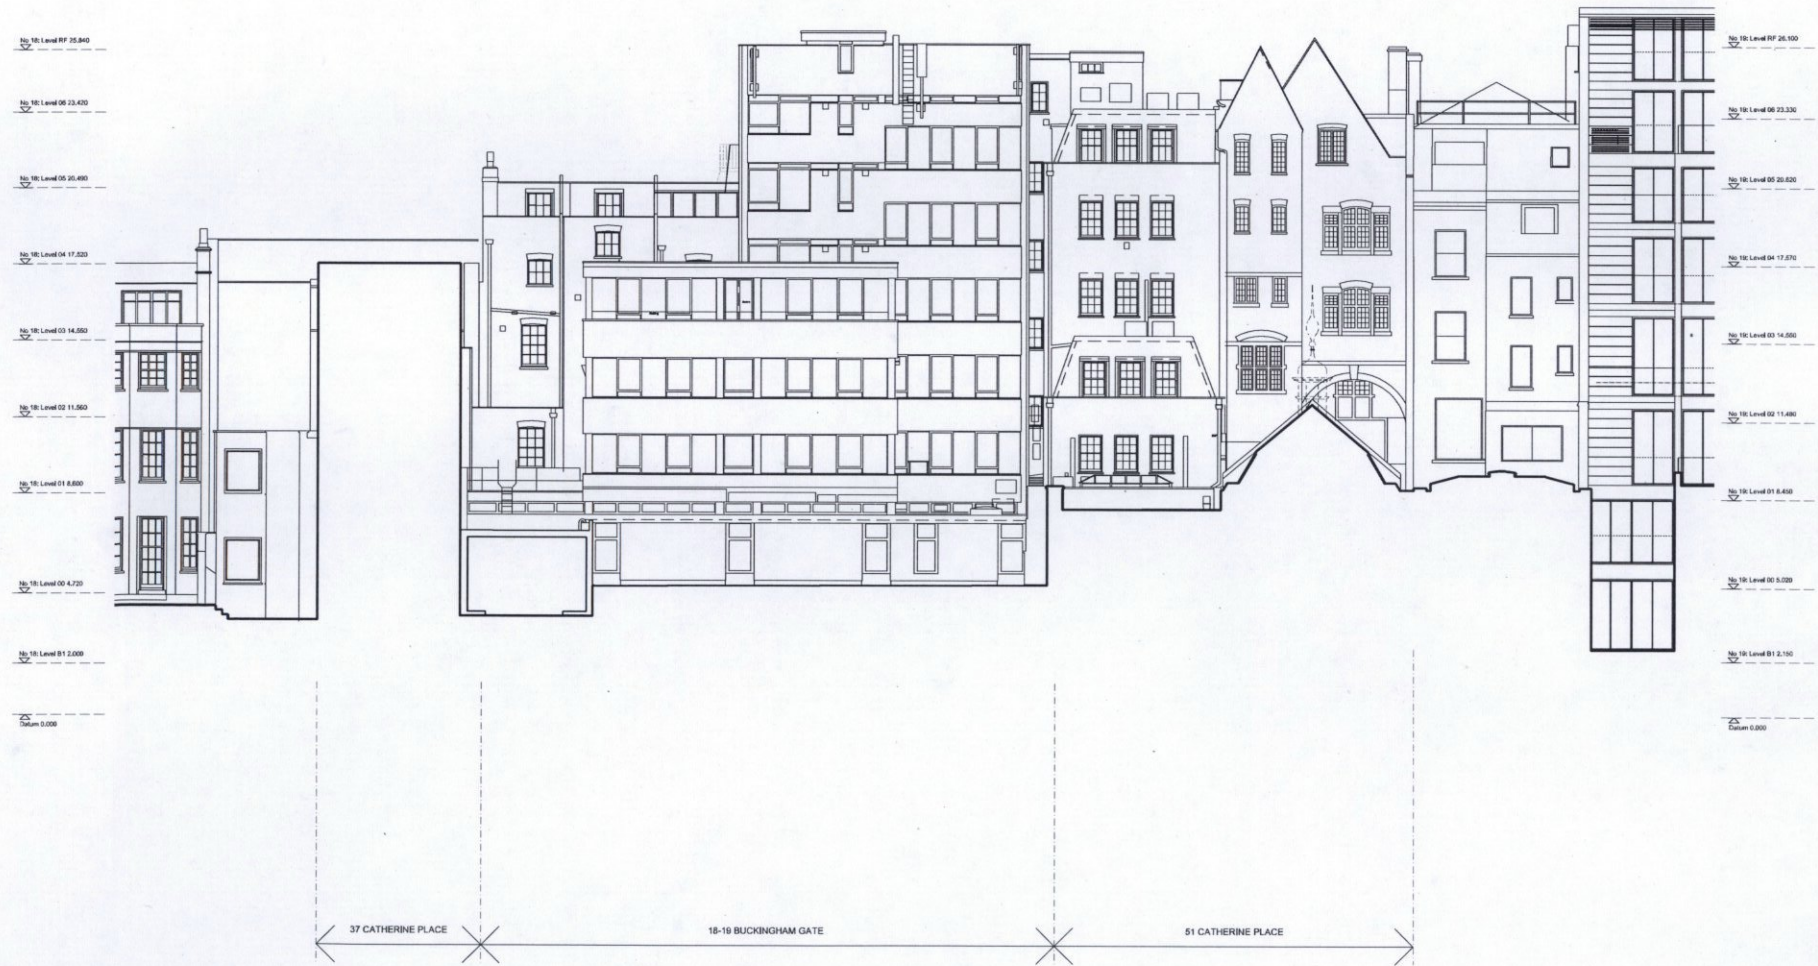 No 18: Level RF 25.840
No 18: Level 06 23.420
No 18: Level 05 20.490
No 18: Level 04 17.520
No 18: Level 03 14.550
No 18: Level 02 11.560
No 18: Level 01 8.600
No 18: Level 00 4.720
No 18: Level B1 2.000
Datum 0.000
No 19: Level RF 26.100
No 19: Level 06 23.330
No 19: Level 05 20.620
No 19: Level 04 17.570
No 19: Level 03 14.500
No 19: Level 02 11.480
No 19: Level 01 8.450
No 19: Level 00 5.020
No 19: Level B1 2.150
Datum 0.000
37 CATHERINE PLACE
18-19 BUCKINGHAM GATE
51 CATHERINE PLACE